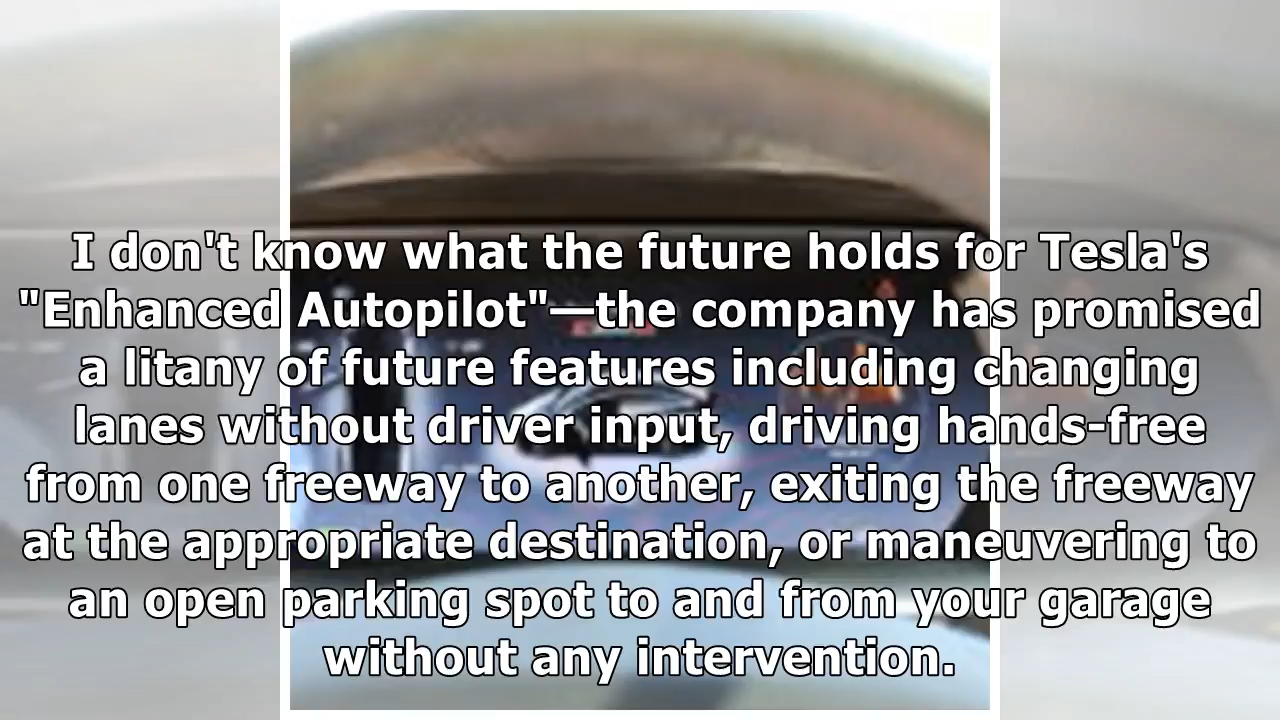 I don't know what the future holds for Tesla's
"Enhanced Autopilot"—the company has promised
a litany of future features including changing
lanes without driver input, driving hands-free
from one freeway to another, exiting the freeway
at the appropriate destination, or maneuvering to
an open parking spot to and from your garage
without any intervention.